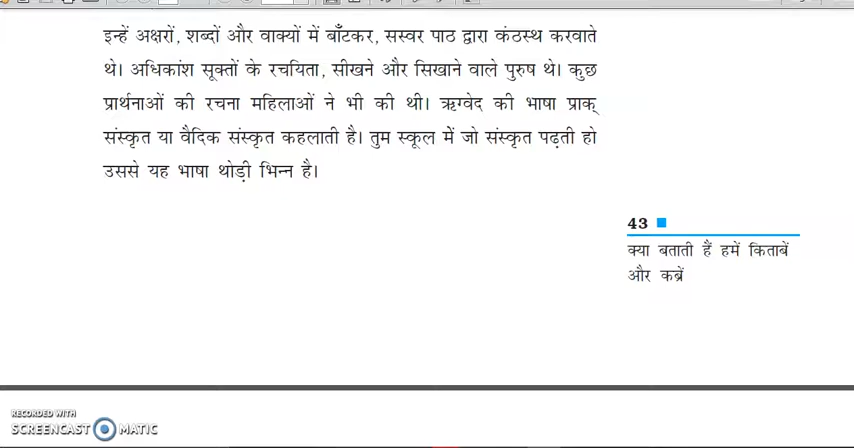 इन्हें अक्षरों, शब्दों और वाक्यों में बाँटकर, सस्वर पाठ द्वारा कंठस्थ करवाते
थे। अधिकांश सूक्तों के रचयिता, सीखने और सिखाने वाले पुरुष थे। कुछ
प्रार्थनाओं की रचना महिलाओं ने भी की थी। ऋग्वेद की भाषा प्राक्
संस्कृत या वैदिक संस्कृत कहलाती है। तुम स्कूल में जो संस्कृत पढ़ती हो
उससे यह भाषा थोड़ी भिन्न है।
43
क्या बताती हैं हमें किताबें
और कब्रें
RECORDED WITH
SCREENCAST MATIC